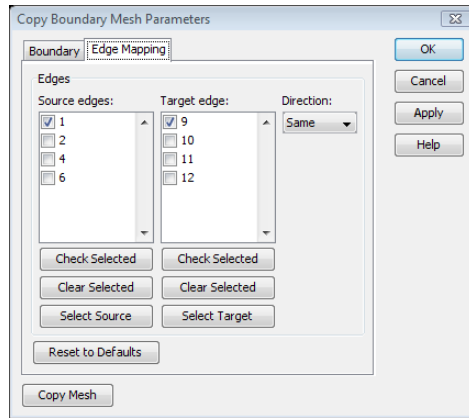 Copy Boundary Mesh Parameters
Boundary Edge Mapping
OK
Cancel
Apply
Help
Edges
Source edges: Target edge: Direction:
1 9 Same
2 10
4 11
6 12
Check Selected Check Selected
Clear Selected Clear Selected
Select Source Select Target
Reset to Defaults
Copy Mesh